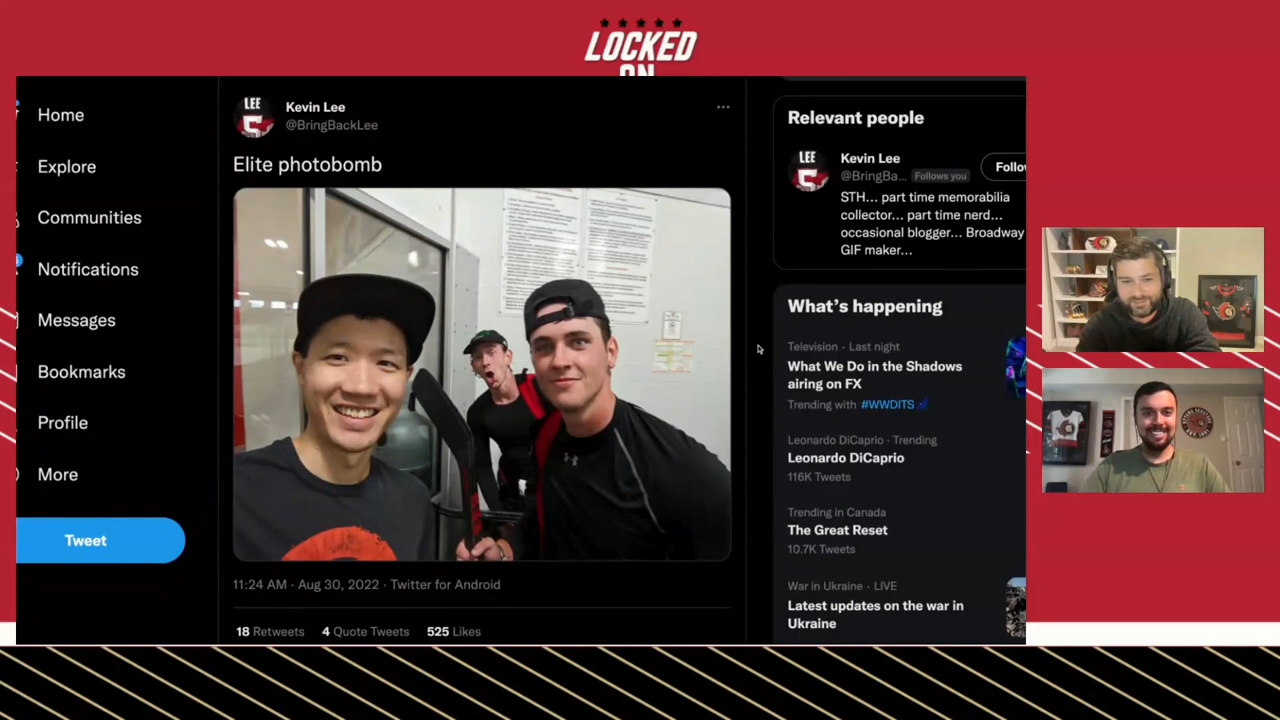 LOCKED
ON
Home
Explore
Communities
Notifications
Messages
Bookmarks
Profile
More
Tweet
LEE
Kevin Lee
@BringBackLee
Elite photobomb
11:24 AM · Aug 30, 2022 · Twitter for Android
18 Retweets 4 Quote Tweets 525 Likes
Relevant people
LEE
Kevin Lee
@BringBa... Follows you
Follo
STH... part time memorabilia
collector... part time nerd...
occasional blogger... Broadway
GIF maker...
What's happening
Television · Last night
What We Do in the Shadows
airing on FX
Trending with #WWDITS
Leonardo DiCaprio · Trending
Leonardo DiCaprio
116K Tweets
Trending in Canada
The Great Reset
10.7K Tweets
War in Ukraine · LIVE
Latest updates on the war in
Ukraine